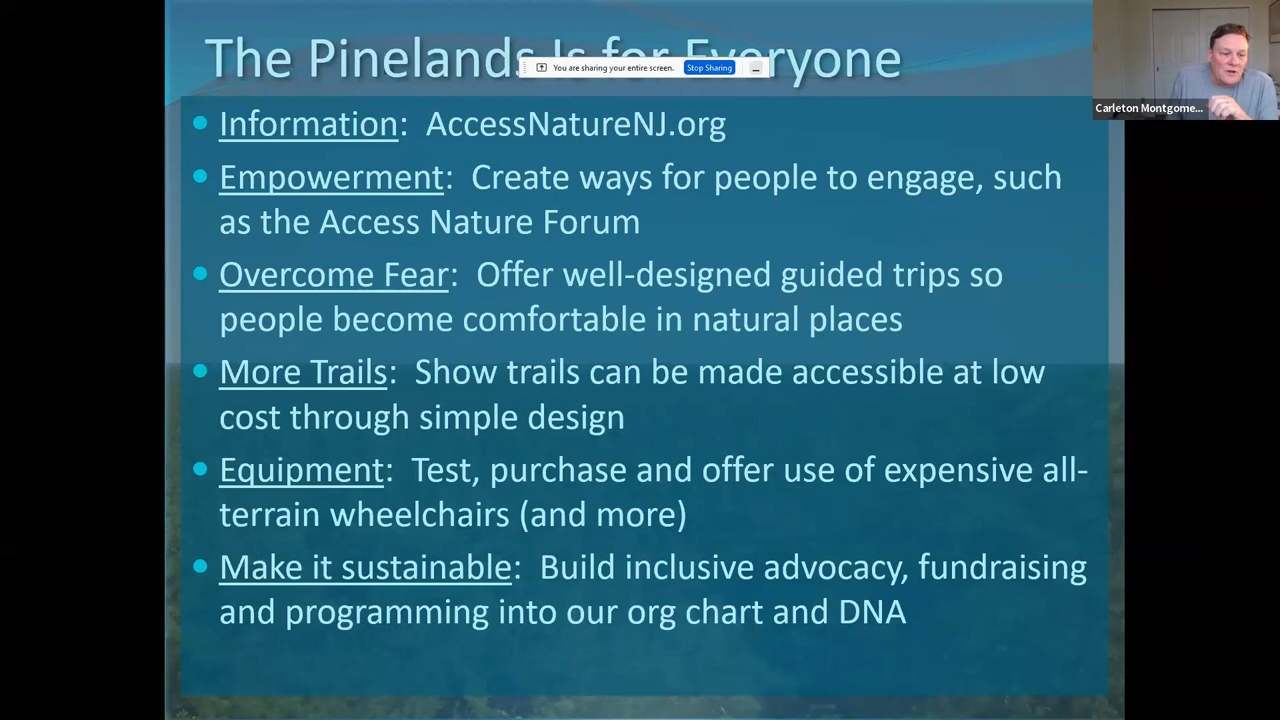 The Pinelands Is for Everyone
You are sharing your entire screen. Stop Sharing
Carleton Montgome...
• Information: AccessNatureNJ.org
• Empowerment: Create ways for people to engage, such
as the Access Nature Forum
• Overcome Fear: Offer well-designed guided trips so
people become comfortable in natural places
• More Trails: Show trails can be made accessible at low
cost through simple design
• Equipment: Test, purchase and offer use of expensive all-
terrain wheelchairs (and more)
• Make it sustainable: Build inclusive advocacy, fundraising
and programming into our org chart and DNA